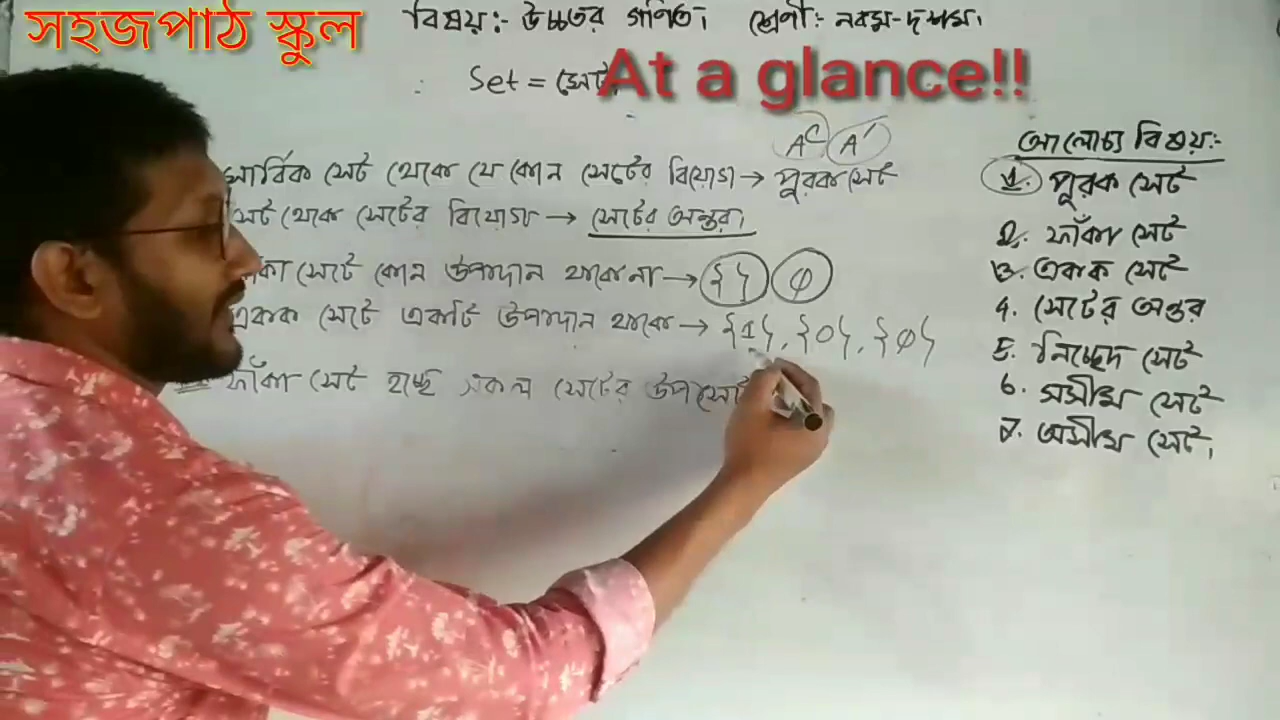 সহজপাঠ স্কুল
বিষয়:- উচ্চতর গণিত। শ্রেণী:- নবম-দশম।
Set = সেট
At a glance!!
A^c A′
সার্বিক সেট থেকে যে কোন সেটের বিয়োগ → পূরক সেট
সেট থেকে সেটের বিয়োগ → সেটের অন্তর।
ফাঁকা সেটে কোন উপাদান থাকেনা → { } φ
একক সেটে একটি উপাদান থাকে → {১}, {০}, {φ}
ফাঁকা সেট হচ্ছে সকল সেটের উপসেট
আলোচ্য বিষয়:-
১. পূরক সেট
২. ফাঁকা সেট
৩. একক সেট
৪. সেটের অন্তর
৫. নিচ্ছেদ সেট
৬. সসীম সেট
৭. অসীম সেট।